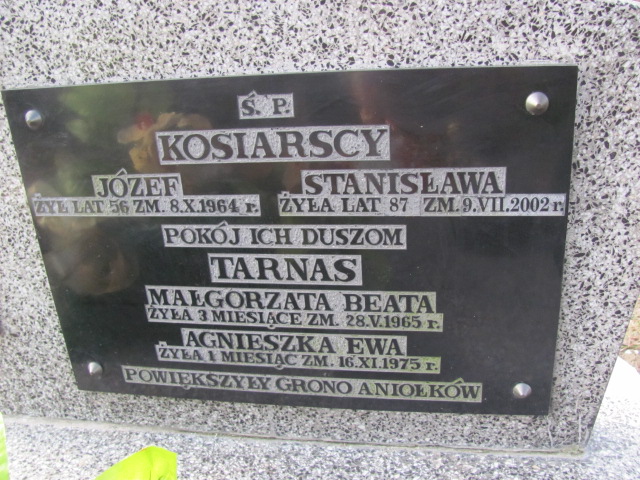 Ś. P.
KOSIARSCY
JÓZEF STANISŁAWA
ŻYŁ LAT 56 ZM. 8.X.1964 r. ŻYŁA LAT 87 ZM. 9.VII.2002 r.
POKÓJ ICH DUSZOM
TARNAS
MAŁGORZATA BEATA
ŻYŁA 3 MIESIĄCE ZM. 28.V.1965 r.
AGNIESZKA EWA
ŻYŁA 1 MIESIĄC ZM. 16.XI.1975 r.
POWIĘKSZYŁY GRONO ANIOŁKÓW